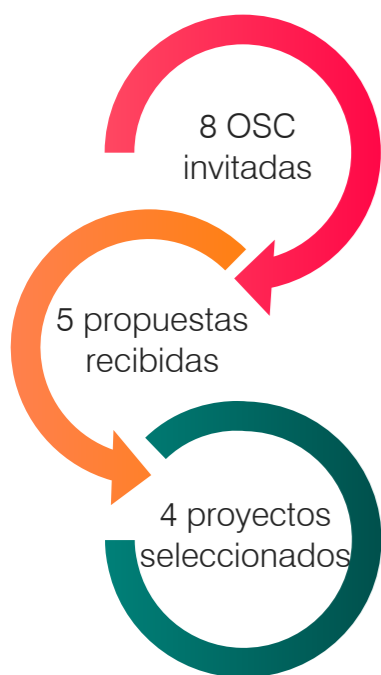 8 OSC
invitadas
5 propuestas
recibidas
4 proyectos
seleccionados